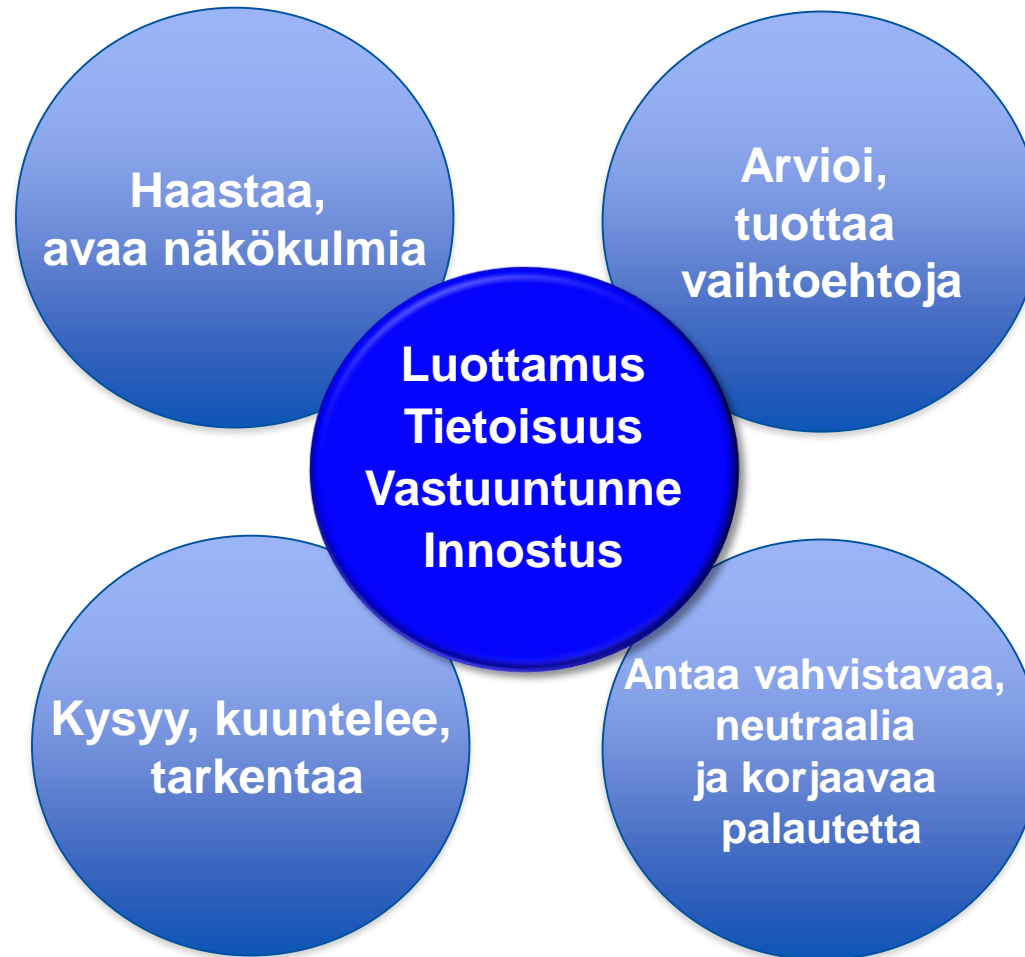 Haastaa,
avaa näkökulmia
Arvioi,
tuottaa
vaihtoehtoja
Luottamus
Tietoisuus
Vastuuntunne
Innostus
Kysyy, kuuntelee,
tarkentaa
Antaa vahvistavaa,
neutraalia
ja korjaavaa
palautetta